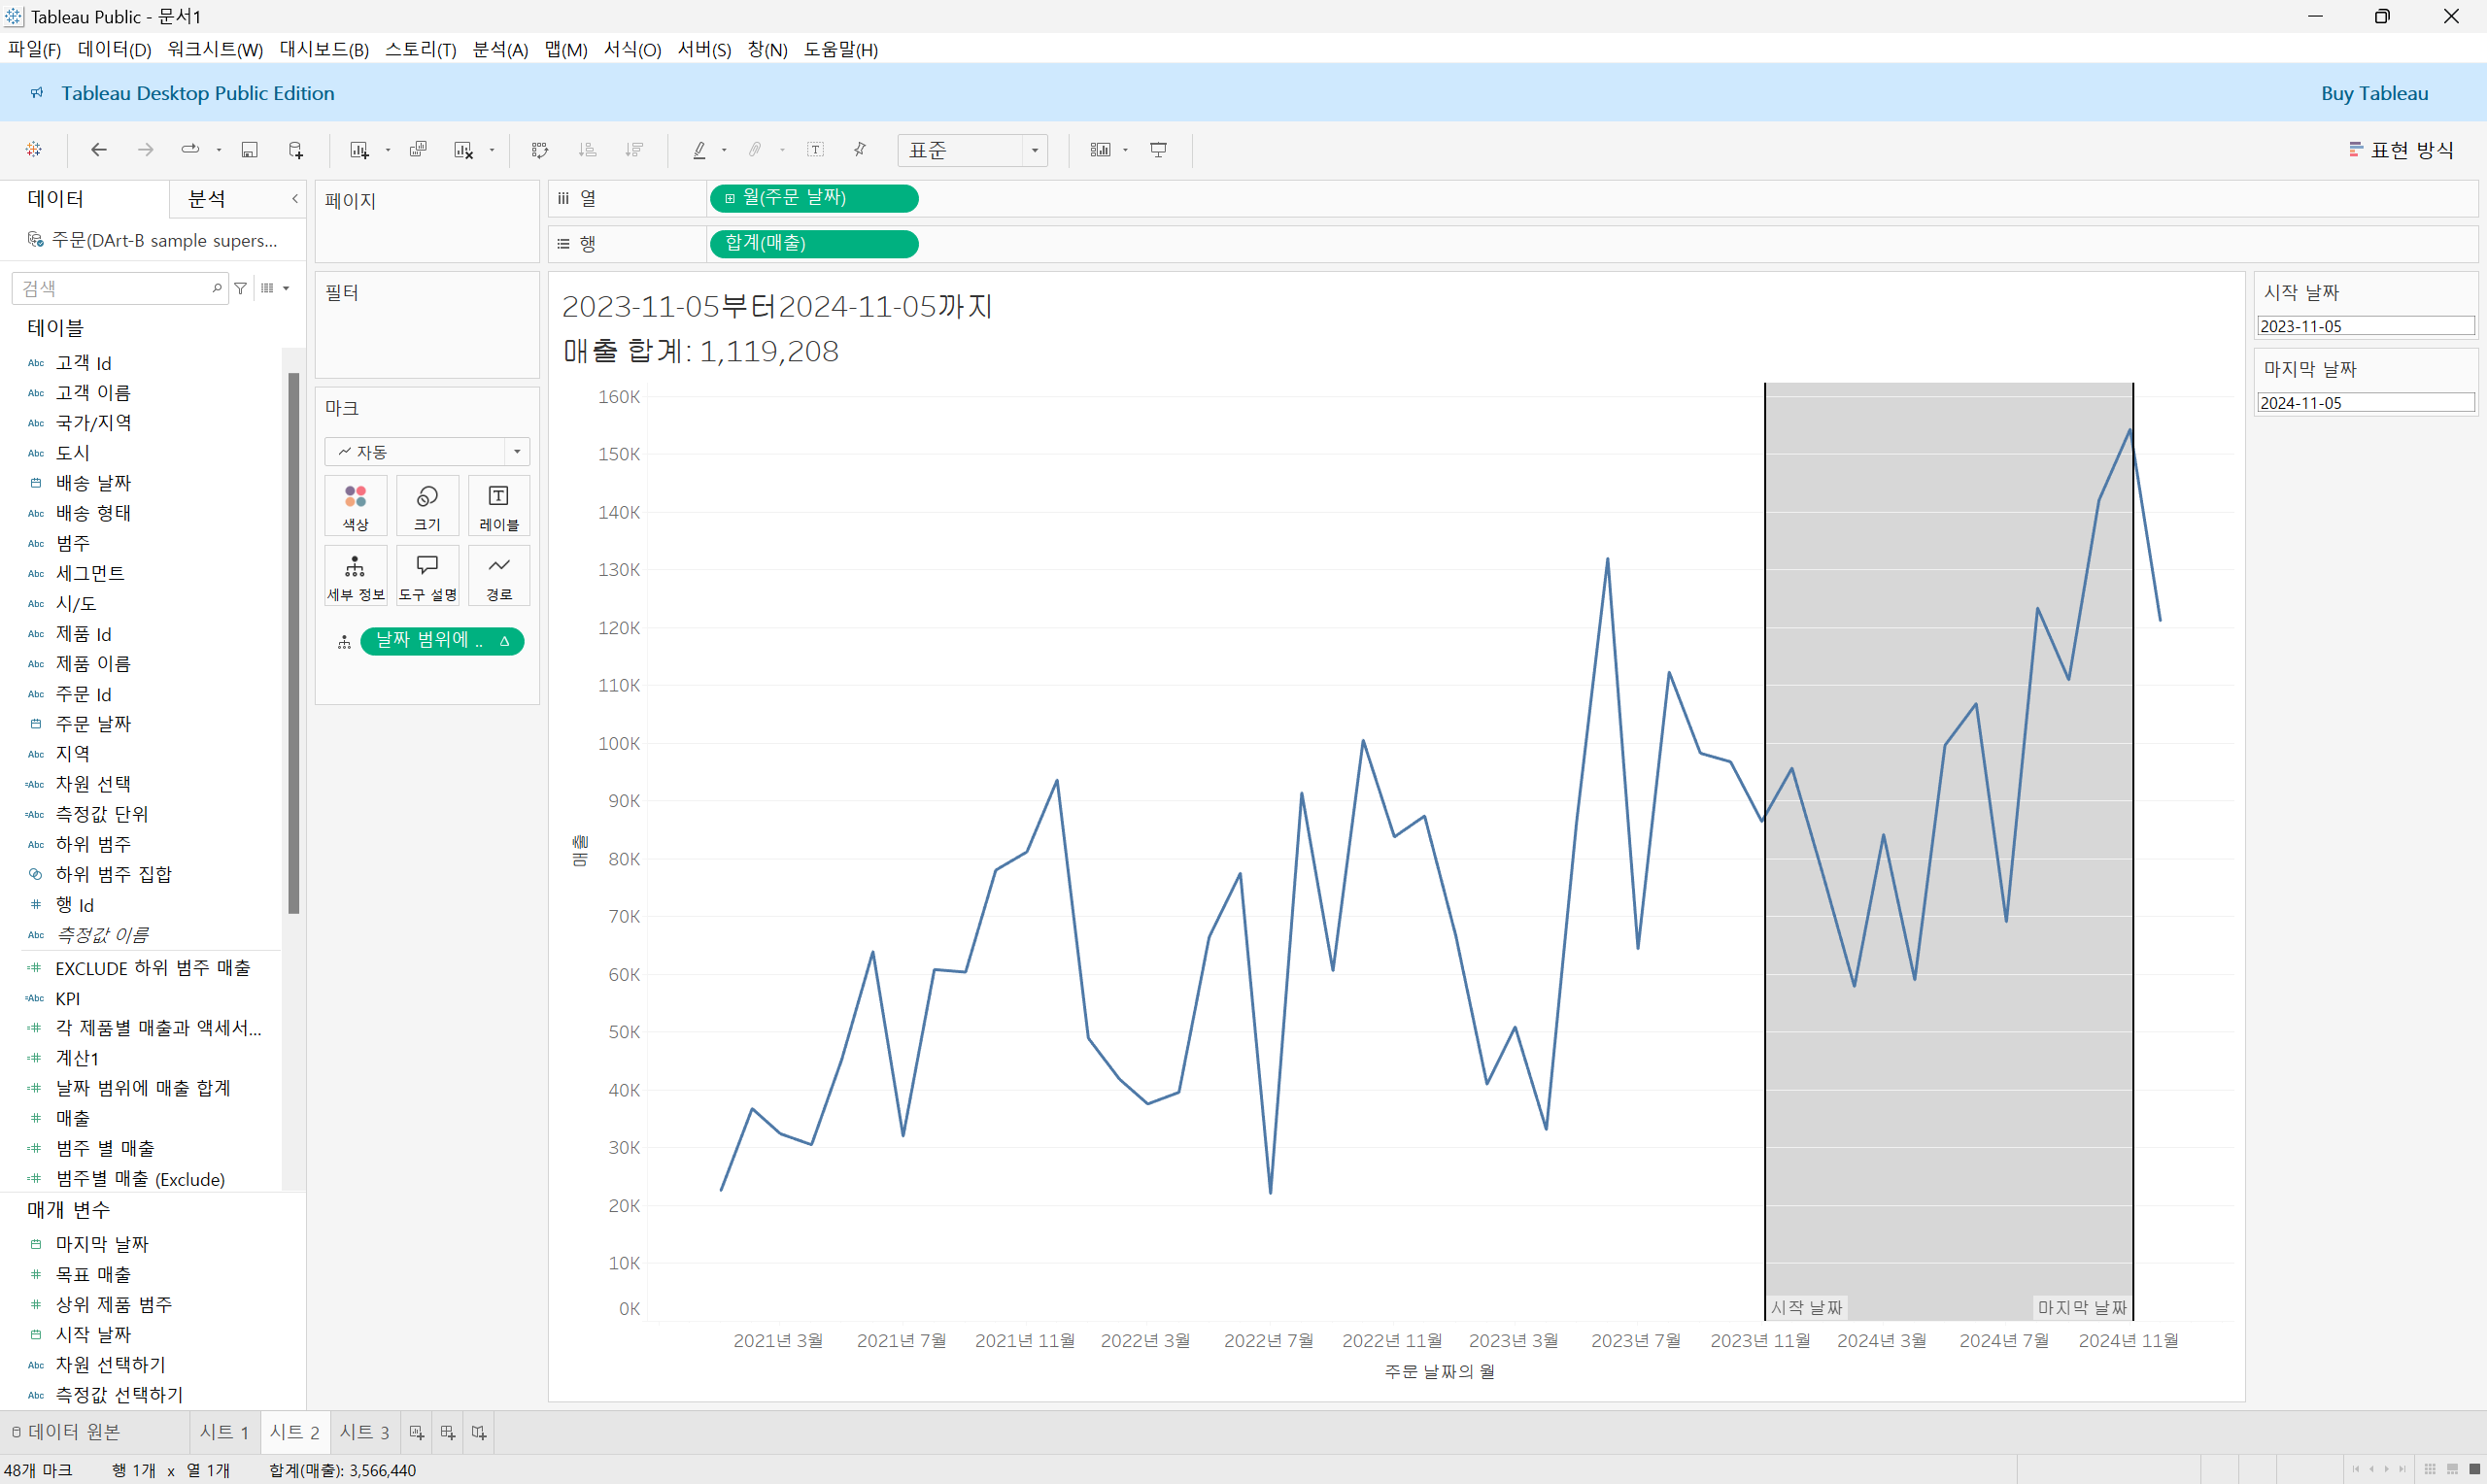 Tableau Public - 문서1
파일(F) 데이터(D) 워크시트(W) 대시보드(B) 스토리(T) 분석(A) 맵(M) 서식(O) 서버(S) 창(N) 도움말(H)
Tableau Desktop Public Edition
Buy Tableau
표준
표현 방식
데이터
분석
주문(DArt-B sample supers...
검색
테이블
Abc 고객 Id
Abc 고객 이름
Abc 국가/지역
Abc 도시
배송 날짜
Abc 배송 형태
Abc 범주
Abc 세그먼트
Abc 시/도
Abc 제품 Id
Abc 제품 이름
Abc 주문 Id
주문 날짜
Abc 지역
=Abc 차원 선택
=Abc 측정값 단위
Abc 하위 범주
하위 범주 집합
# 행 Id
Abc 측정값 이름
=# EXCLUDE 하위 범주 매출
=Abc KPI
=# 각 제품별 매출과 액세서...
=# 계산1
=# 날짜 범위에 매출 합계
# 매출
=# 범주 별 매출
=# 범주별 매출 (Exclude)
매개 변수
마지막 날짜
# 목표 매출
# 상위 제품 범주
시작 날짜
Abc 차원 선택하기
Abc 측정값 선택하기
페이지
필터
마크
자동
색상
크기
레이블
세부 정보
도구 설명
경로
날짜 범위에 .. Δ
열
월(주문 날짜)
행
합계(매출)
2023-11-05부터2024-11-05까지
매출 합계: 1,119,208
160K
150K
140K
130K
120K
110K
100K
90K
80K
70K
60K
50K
40K
30K
20K
10K
0K
매출
시작 날짜
마지막 날짜
2021년 3월
2021년 7월
2021년 11월
2022년 3월
2022년 7월
2022년 11월
2023년 3월
2023년 7월
2023년 11월
2024년 3월
2024년 7월
2024년 11월
주문 날짜의 월
시작 날짜
2023-11-05
마지막 날짜
2024-11-05
데이터 원본
시트 1
시트 2
시트 3
48개 마크
행 1개 x 열 1개
합계(매출): 3,566,440